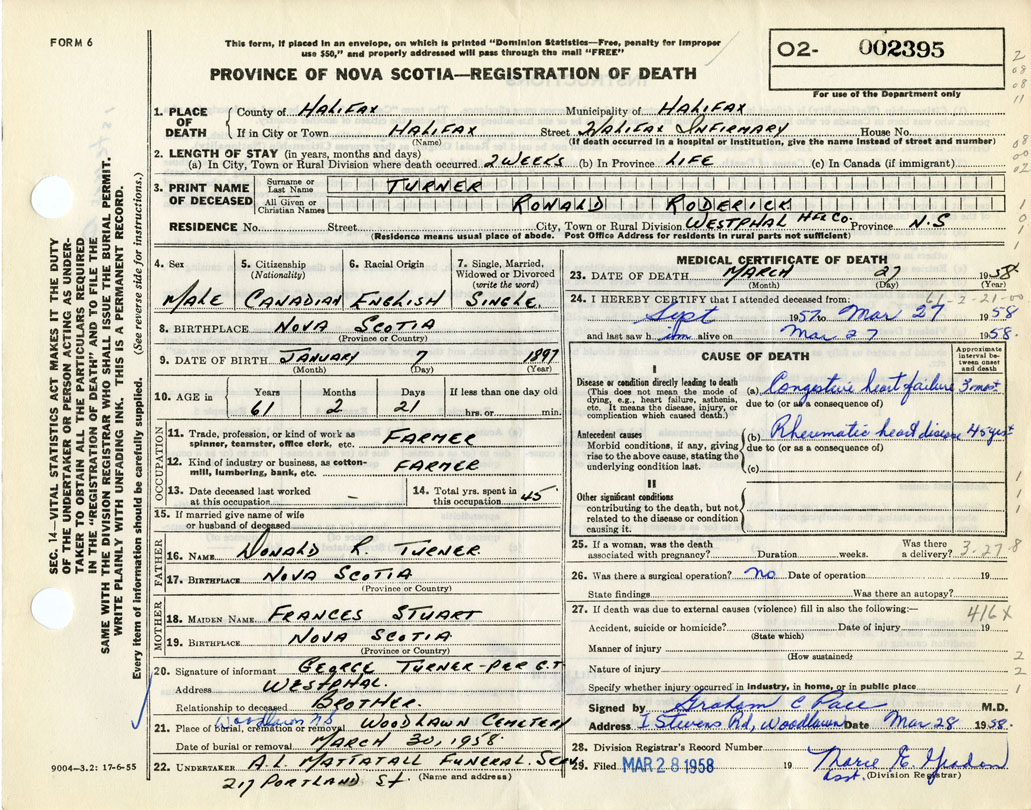 FORM 6
This form, if placed in an envelope, on which is printed "Dominion Statistics—Free, penalty for improper
use $50," and properly addressed will pass through the mail "FREE"
PROVINCE OF NOVA SCOTIA—REGISTRATION OF DEATH
O2- 002395
For use of the Department only
SEC. 14—VITAL STATISTICS ACT MAKES IT THE DUTY
OF THE UNDERTAKER OR PERSON ACTING AS UNDER-
TAKER TO OBTAIN ALL THE PARTICULARS REQUIRED
IN THE "REGISTRATION OF DEATH" AND TO FILE THE
SAME WITH THE DIVISION REGISTRAR WHO SHALL ISSUE THE BURIAL PERMIT.
WRITE PLAINLY WITH UNFADING INK. THIS IS A PERMANENT RECORD.
Every item of information should be carefully supplied. (See reverse side for instructions.)
1. PLACE OF DEATH
County of HALIFAX Municipality of HALIFAX
If in City or Town HALIFAX Street HALIFAX INFIRMARY House No.
(Name) (If death occurred in a hospital or institution, give the name instead of street and number)
2. LENGTH OF STAY (in years, months and days)
(a) In City, Town or Rural Division where death occurred 2 WEEKS (b) In Province LIFE (c) In Canada (if immigrant)
3. PRINT NAME OF DECEASED
Surname or Last Name TURNER
All Given or Christian Names RONALD RODERICK
RESIDENCE No. Street City, Town or Rural Division WESTPHAL HFX CO. Province N.S
(Residence means usual place of abode. Post Office Address for residents in rural parts not sufficient)
4. Sex 5. Citizenship (Nationality) 6. Racial Origin 7. Single, Married, Widowed or Divorced (write the word)
MALE CANADIAN ENGLISH SINGLE.
8. BIRTHPLACE NOVA SCOTIA
(Province or Country)
9. DATE OF BIRTH JANUARY 7 1897
(Month) (Day) (Year)
10. AGE in Years Months Days If less than one day old
61 2 21 hrs. or min.
OCCUPATION
11. Trade, profession, or kind of work as spinner, teamster, office clerk, etc. FARMER
12. Kind of industry or business, as cotton-mill, lumbering, bank, etc. FARMER
13. Date deceased last worked at this occupation –
14. Total yrs. spent in this occupation 45
15. If married give name of wife or husband of deceased
FATHER
16. NAME DONALD R. TURNER
17. BIRTHPLACE NOVA SCOTIA
(Province or Country)
MOTHER
18. MAIDEN NAME FRANCES STUART
19. BIRTHPLACE NOVA SCOTIA
(Province or Country)
20. Signature of informant GEORGE TURNER - PER G.T
Address WESTPHAL.
Relationship to deceased BROTHER.
Woodlawn N.S
21. Place of burial, cremation or removal WOODLAWN CEMETERY
Date of burial or removal MARCH 30, 1958.
22. UNDERTAKER A.L. MATTATALL FUNERAL SERV.
217 PORTLAND ST. (Name and address)
9004—3.2: 17-6-55
MEDICAL CERTIFICATE OF DEATH
23. DATE OF DEATH MARCH 27 1958
(Month) (Day) (Year)
61-2-21-00
24. I HEREBY CERTIFY that I attended deceased from:
Sept 1957 to Mar 27 1958
and last saw him alive on Mar 27 1958.
CAUSE OF DEATH
Approximate interval between onset and death
I
Disease or condition directly leading to death
(This does not mean the mode of dying, e.g., heart failure, asthenia, etc. It means the disease, injury, or complication which caused death.)
(a) Congestive heart failure 3 mos±
due to (or as a consequence of)
Antecedent causes
Morbid conditions, if any, giving rise to the above cause, stating the underlying condition last.
(b) Rheumatic heart disease 45 yrs±
due to (or as a consequence of)
(c)
II
Other significant conditions
contributing to the death, but not related to the disease or condition causing it.
25. If a woman, was the death associated with pregnancy? Duration weeks. Was there a delivery?
3-27-8
26. Was there a surgical operation? no Date of operation 19
State findings Was there an autopsy?
27. If death was due to external causes (violence) fill in also the following:—
416X
Accident, suicide or homicide? Date of injury 19
(State which)
Manner of injury
(How sustained)
Nature of injury
Specify whether injury occurred in industry, in home, or in public place
Signed by Graham C Pace M.D.
Address 1 Stevens Rd, Woodlawn Date Mar 28 1958.
28. Division Registrar's Record Number
29. Filed MAR 28 1958 19 Marie E.
Asst. (Division Registrar)